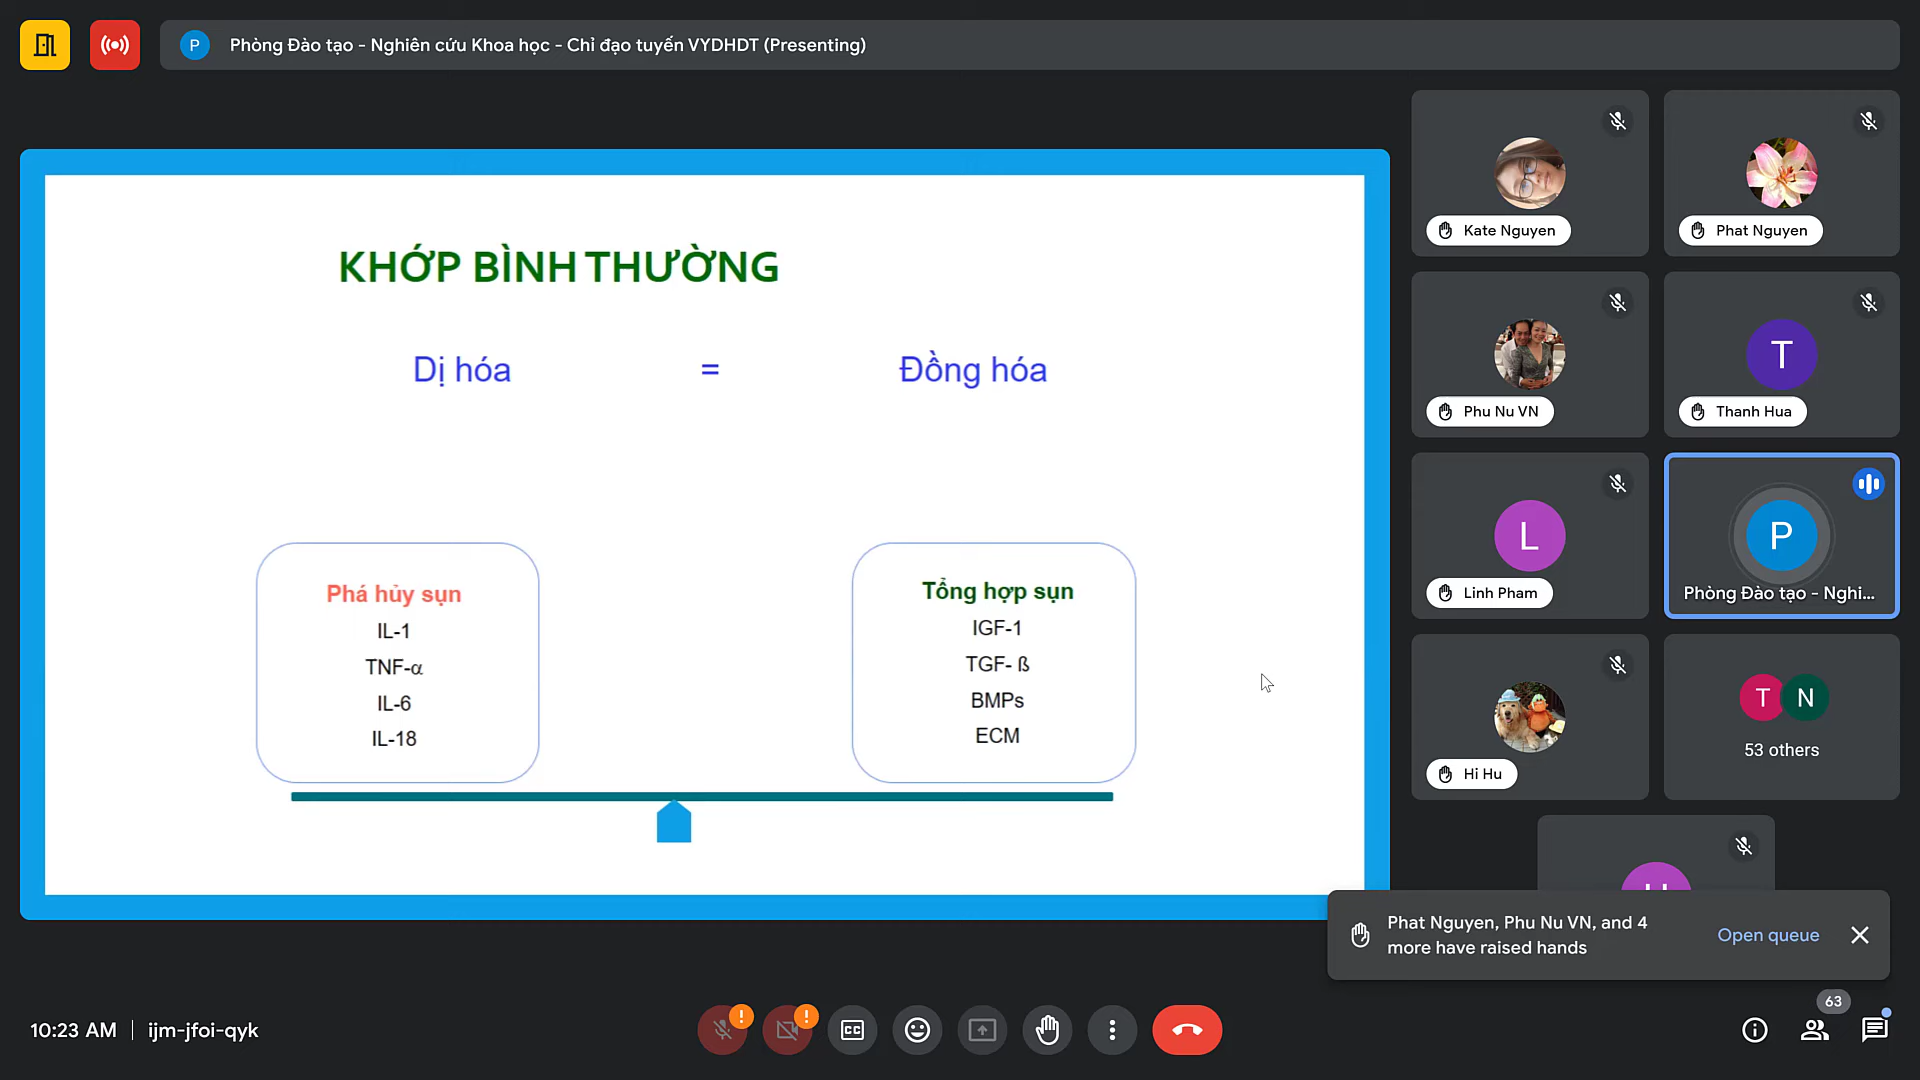 P Phòng Đào tạo - Nghiên cứu Khoa học - Chỉ đạo tuyến VYDHDT (Presenting)
KHỚP BÌNH THƯỜNG
Dị hóa = Đồng hóa
Phá hủy sụn
IL-1
TNF-α
IL-6
IL-18
Tổng hợp sụn
IGF-1
TGF- ß
BMPs
ECM
Kate Nguyen
Phat Nguyen
Phu Nu VN
T
Thanh Hua
L
Linh Pham
P
Phòng Đào tạo - Nghi...
Hi Hu
T N
53 others
Phat Nguyen, Phu Nu VN, and 4
more have raised hands
Open queue
10:23 AM | ijm-jfoi-qyk
CC
63